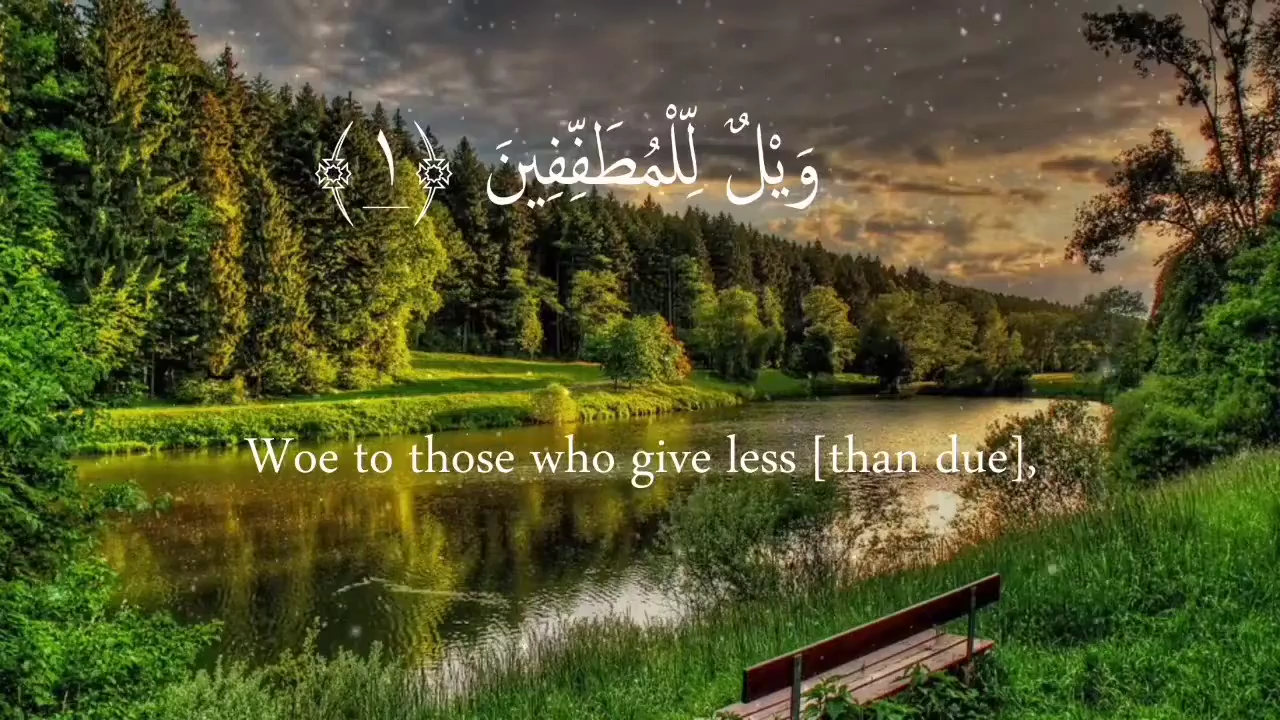 وَيْلٌ لِّلْمُطَفِّفِينَ ﴿١﴾
Woe to those who give less [than due],